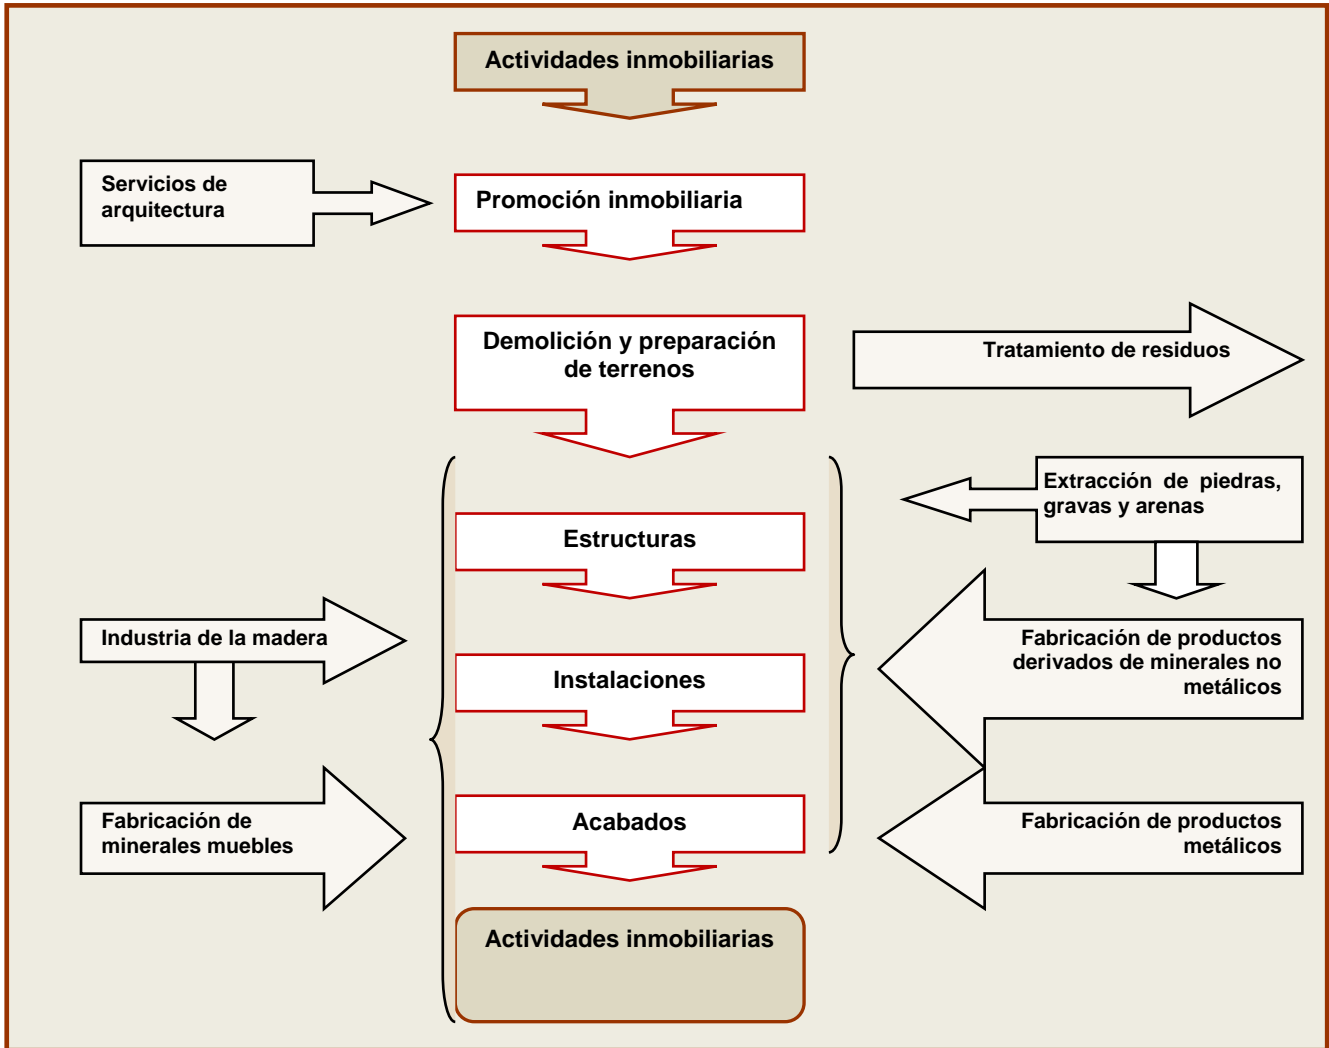 Actividades inmobiliarias
Servicios de
arquitectura
Promoción inmobiliaria
Demolición y preparación
de terrenos
Tratamiento de residuos
Extracción de piedras,
gravas y arenas
Estructuras
Industria de la madera
Fabricación de productos
derivados de minerales no
metálicos
Instalaciones
Fabricación de
minerales muebles
Acabados
Fabricación de productos
metálicos
Actividades inmobiliarias